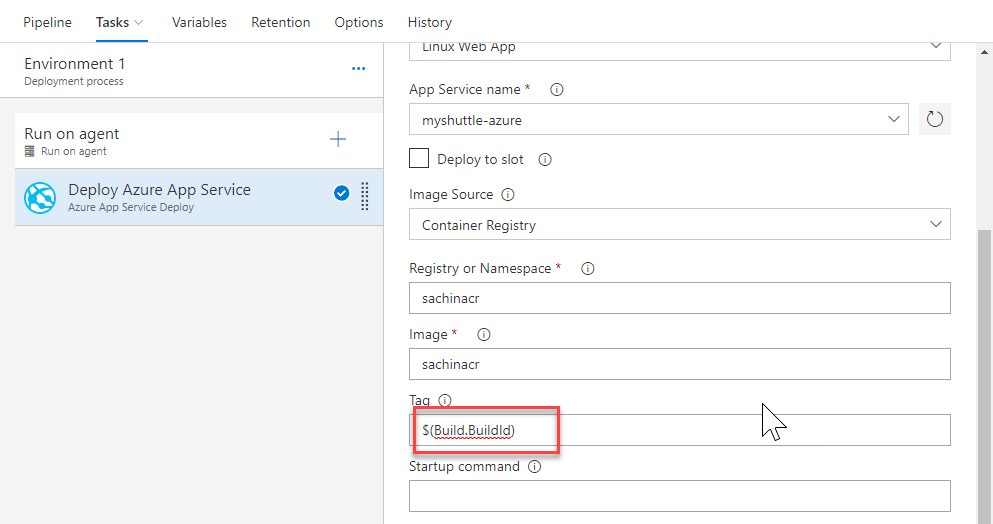 Pipeline Tasks Variables Retention Options History
Environment 1
Deployment process
Run on agent
Run on agent
Deploy Azure App Service
Azure App Service Deploy
Linux Web App
App Service name *
myshuttle-azure
Deploy to slot
Image Source
Container Registry
Registry or Namespace *
sachinacr
Image *
sachinacr
Tag
$(Build.BuildId)
Startup command